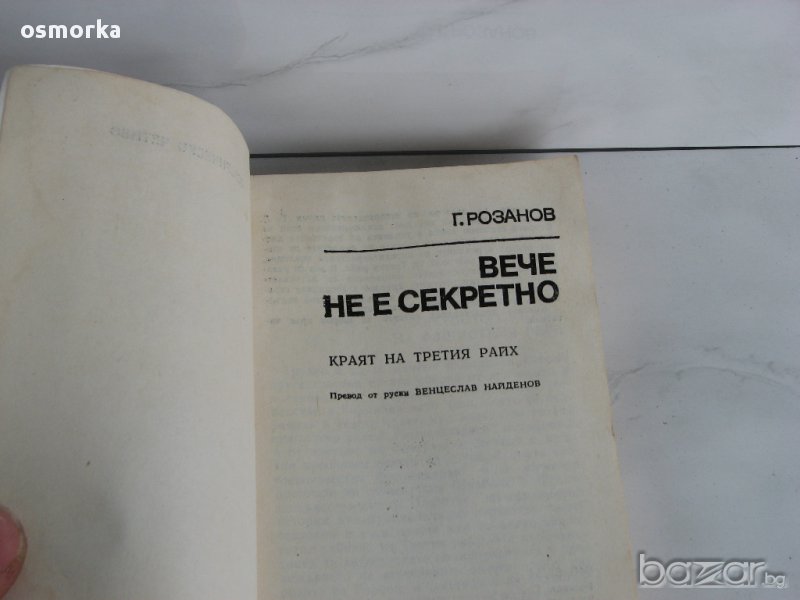 osmorka
Г. РОЗАНОВ
ВЕЧЕ
НЕ Е СЕКРЕТНО
КРАЯТ НА ТРЕТИЯ РАЙХ
Превод от руски ВЕНЦЕСЛАВ НАЙДЕНОВ
bazar.bg